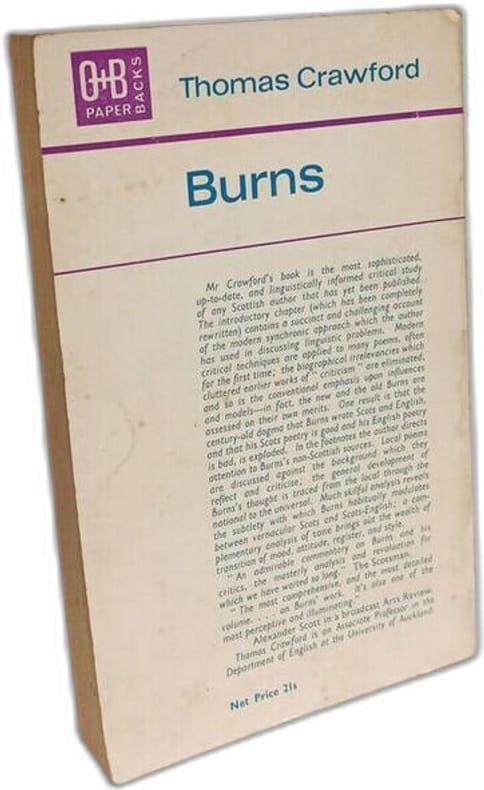 O+B
PAPER
BACKS
Thomas Crawford
Burns
Mr Crawford's book is the most sophisticated,
up-to-date, and linguistically informed critical study
of any Scottish author that has yet been published.
The introductory chapter (which has been completely
rewritten) contains a succinct and challenging account
of the modern synchronic approach which the author
has used in discussing linguistic problems. Modern
critical techniques are applied to many poems, often
for the first time; the biographical irrelevancies which
cluttered earlier works of "criticism" are eliminated,
and so is the conventional emphasis upon influences
and models—in fact, the new and the old Burns are
assessed on their own merits. One result is that the
century-old dogma that Burns wrote Scots and English,
and that his Scots poetry is good and his English poetry
is bad, is exploded. In the footnotes the author directs
attention to Burns's non-Scottish sources. Local poems
are discussed against the background which they
reflect and criticise; the general development of
Burns's thought is traced from the local through the
national to the universal. Much skilful analysis reveals
the subtlety with which Burns habitually modulates
between vernacular Scots and Scots-English: a com-
plementary analysis of tone brings out the wealth of
transition of mood, attitude, register, and style.
"An admirable commentary on Burns and his
critics, the masterly analysis and revaluation for
which we have waited so long." The Scotsman.
"The most comprehensive, and the most detailed
volume. . . . on Burns' work. It's also one of the
most perceptive and illuminating."
Alexander Scott in a broadcast Arts Review.
Thomas Crawford is an Associate Professor in the
Department of English at the University of Auckland.
Net Price 21s